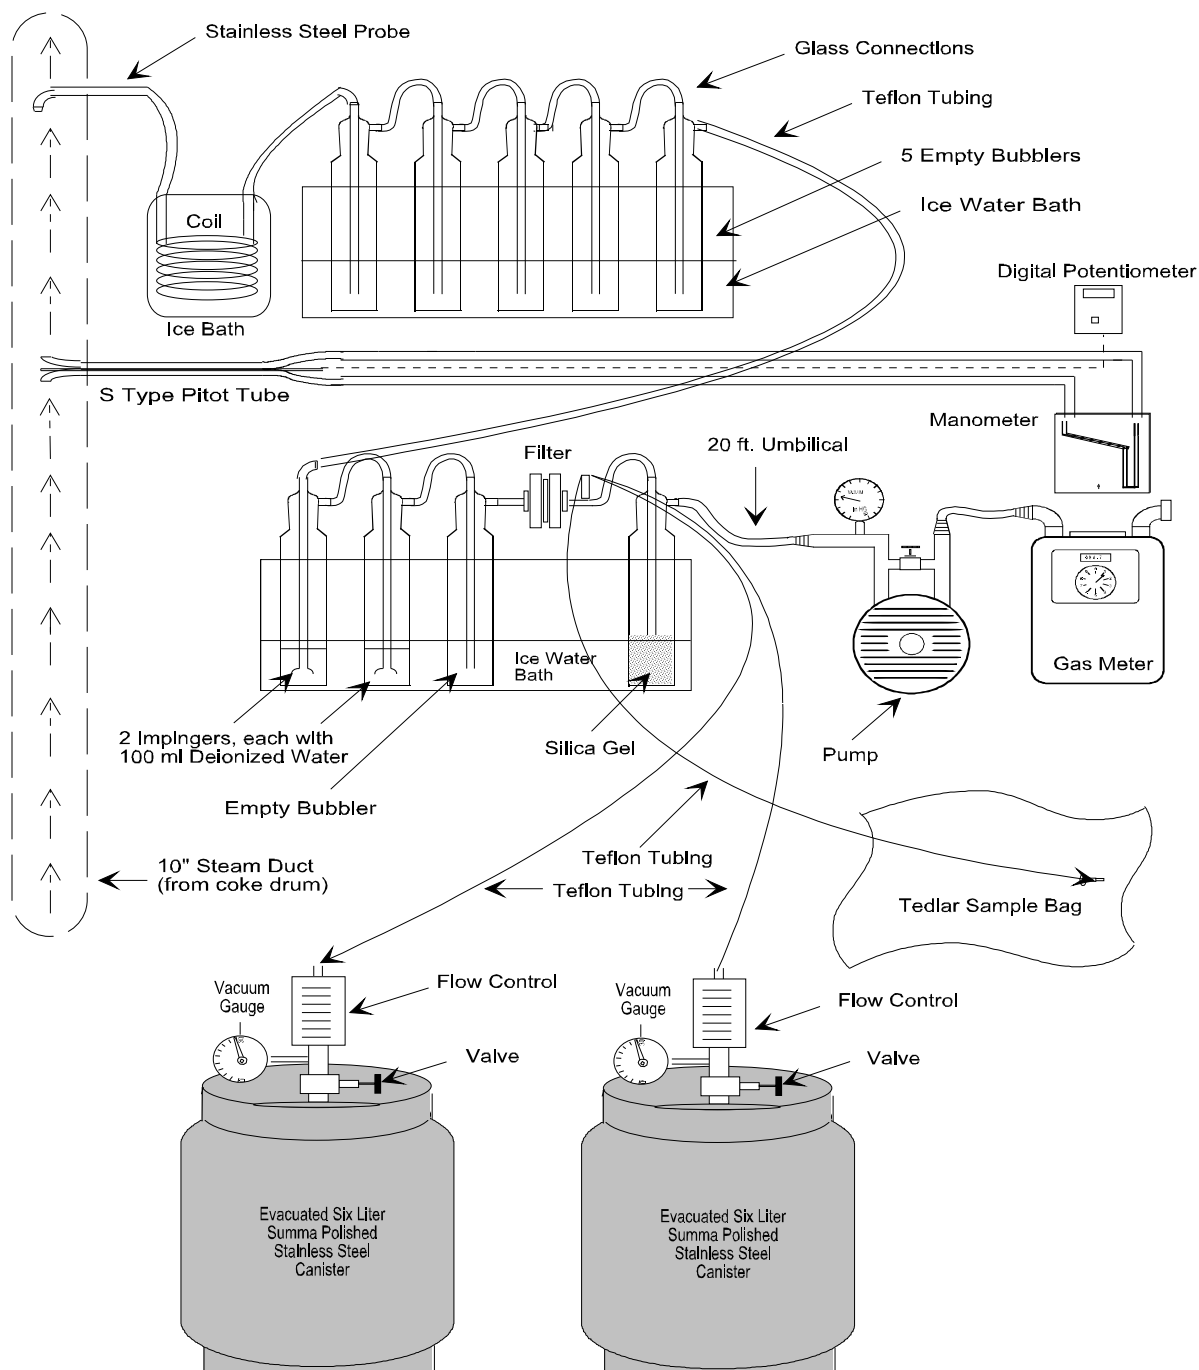 Stainless Steel Probe
Glass Connections
Teflon Tubing
5 Empty Bubblers
Ice Water Bath
Coil
Ice Bath
Digital Potentiometer
S Type Pitot Tube
Manometer
20 ft. Umbilical
Filter
Ice Water
Bath
Gas Meter
2 Impingers, each with
100 ml Deionized Water
Silica Gel
Pump
Empty Bubbler
Teflon Tubing
10" Steam Duct
(from coke drum)
Teflon Tubing
Tedlar Sample Bag
Vacuum
Gauge
Flow Control
Valve
Vacuum
Gauge
Flow Control
Valve
Evacuated Six Liter
Summa Polished
Stainless Steel
Canister
Evacuated Six Liter
Summa Polished
Stainless Steel
Canister